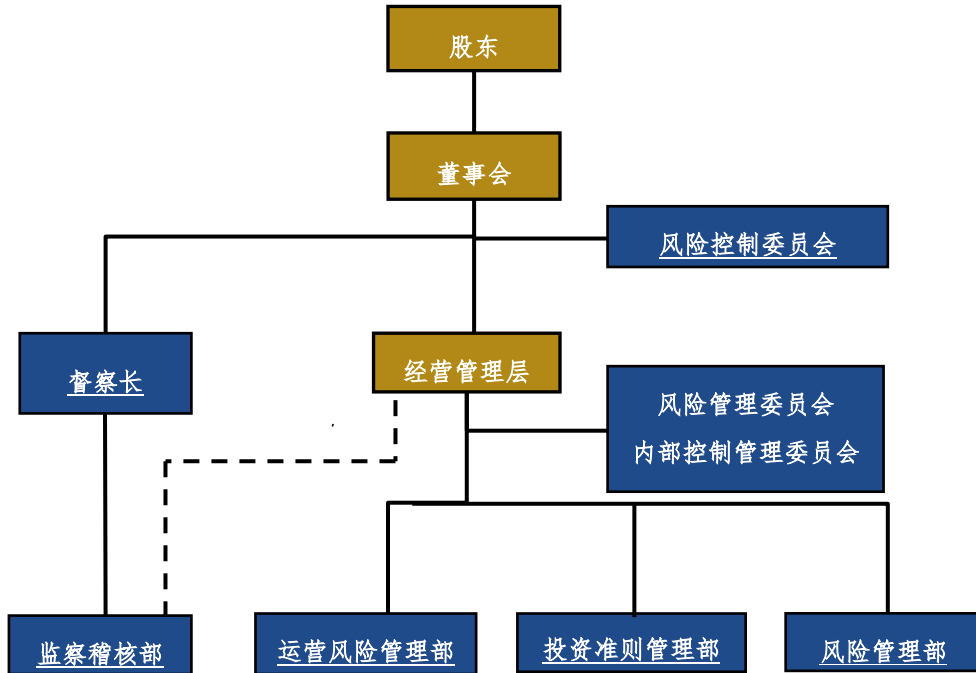 股东
董事会
风险控制委员会
督察长
经营管理层
风险管理委员会
内部控制管理委员会
监察稽核部
运营风险管理部
投资准则管理部
风险管理部